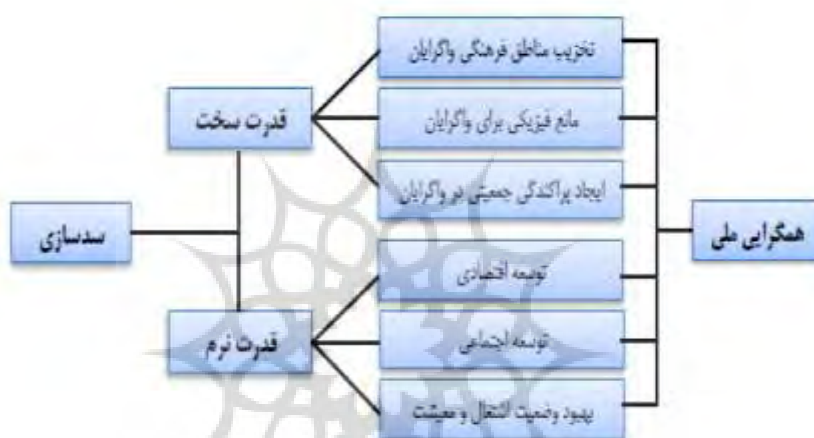 تخریب مناطق فرهنگی واگرایان
قدرت سخت
مانع فیزیکی برای واگرایان
ایجاد پراکندگی جمعیتی در واگرایان
سدسازی
همگرایی ملی
توسعه اقتصادی
قدرت نرم
توسعه اجتماعی
بهبود وضعیت اشتغال و معیشت